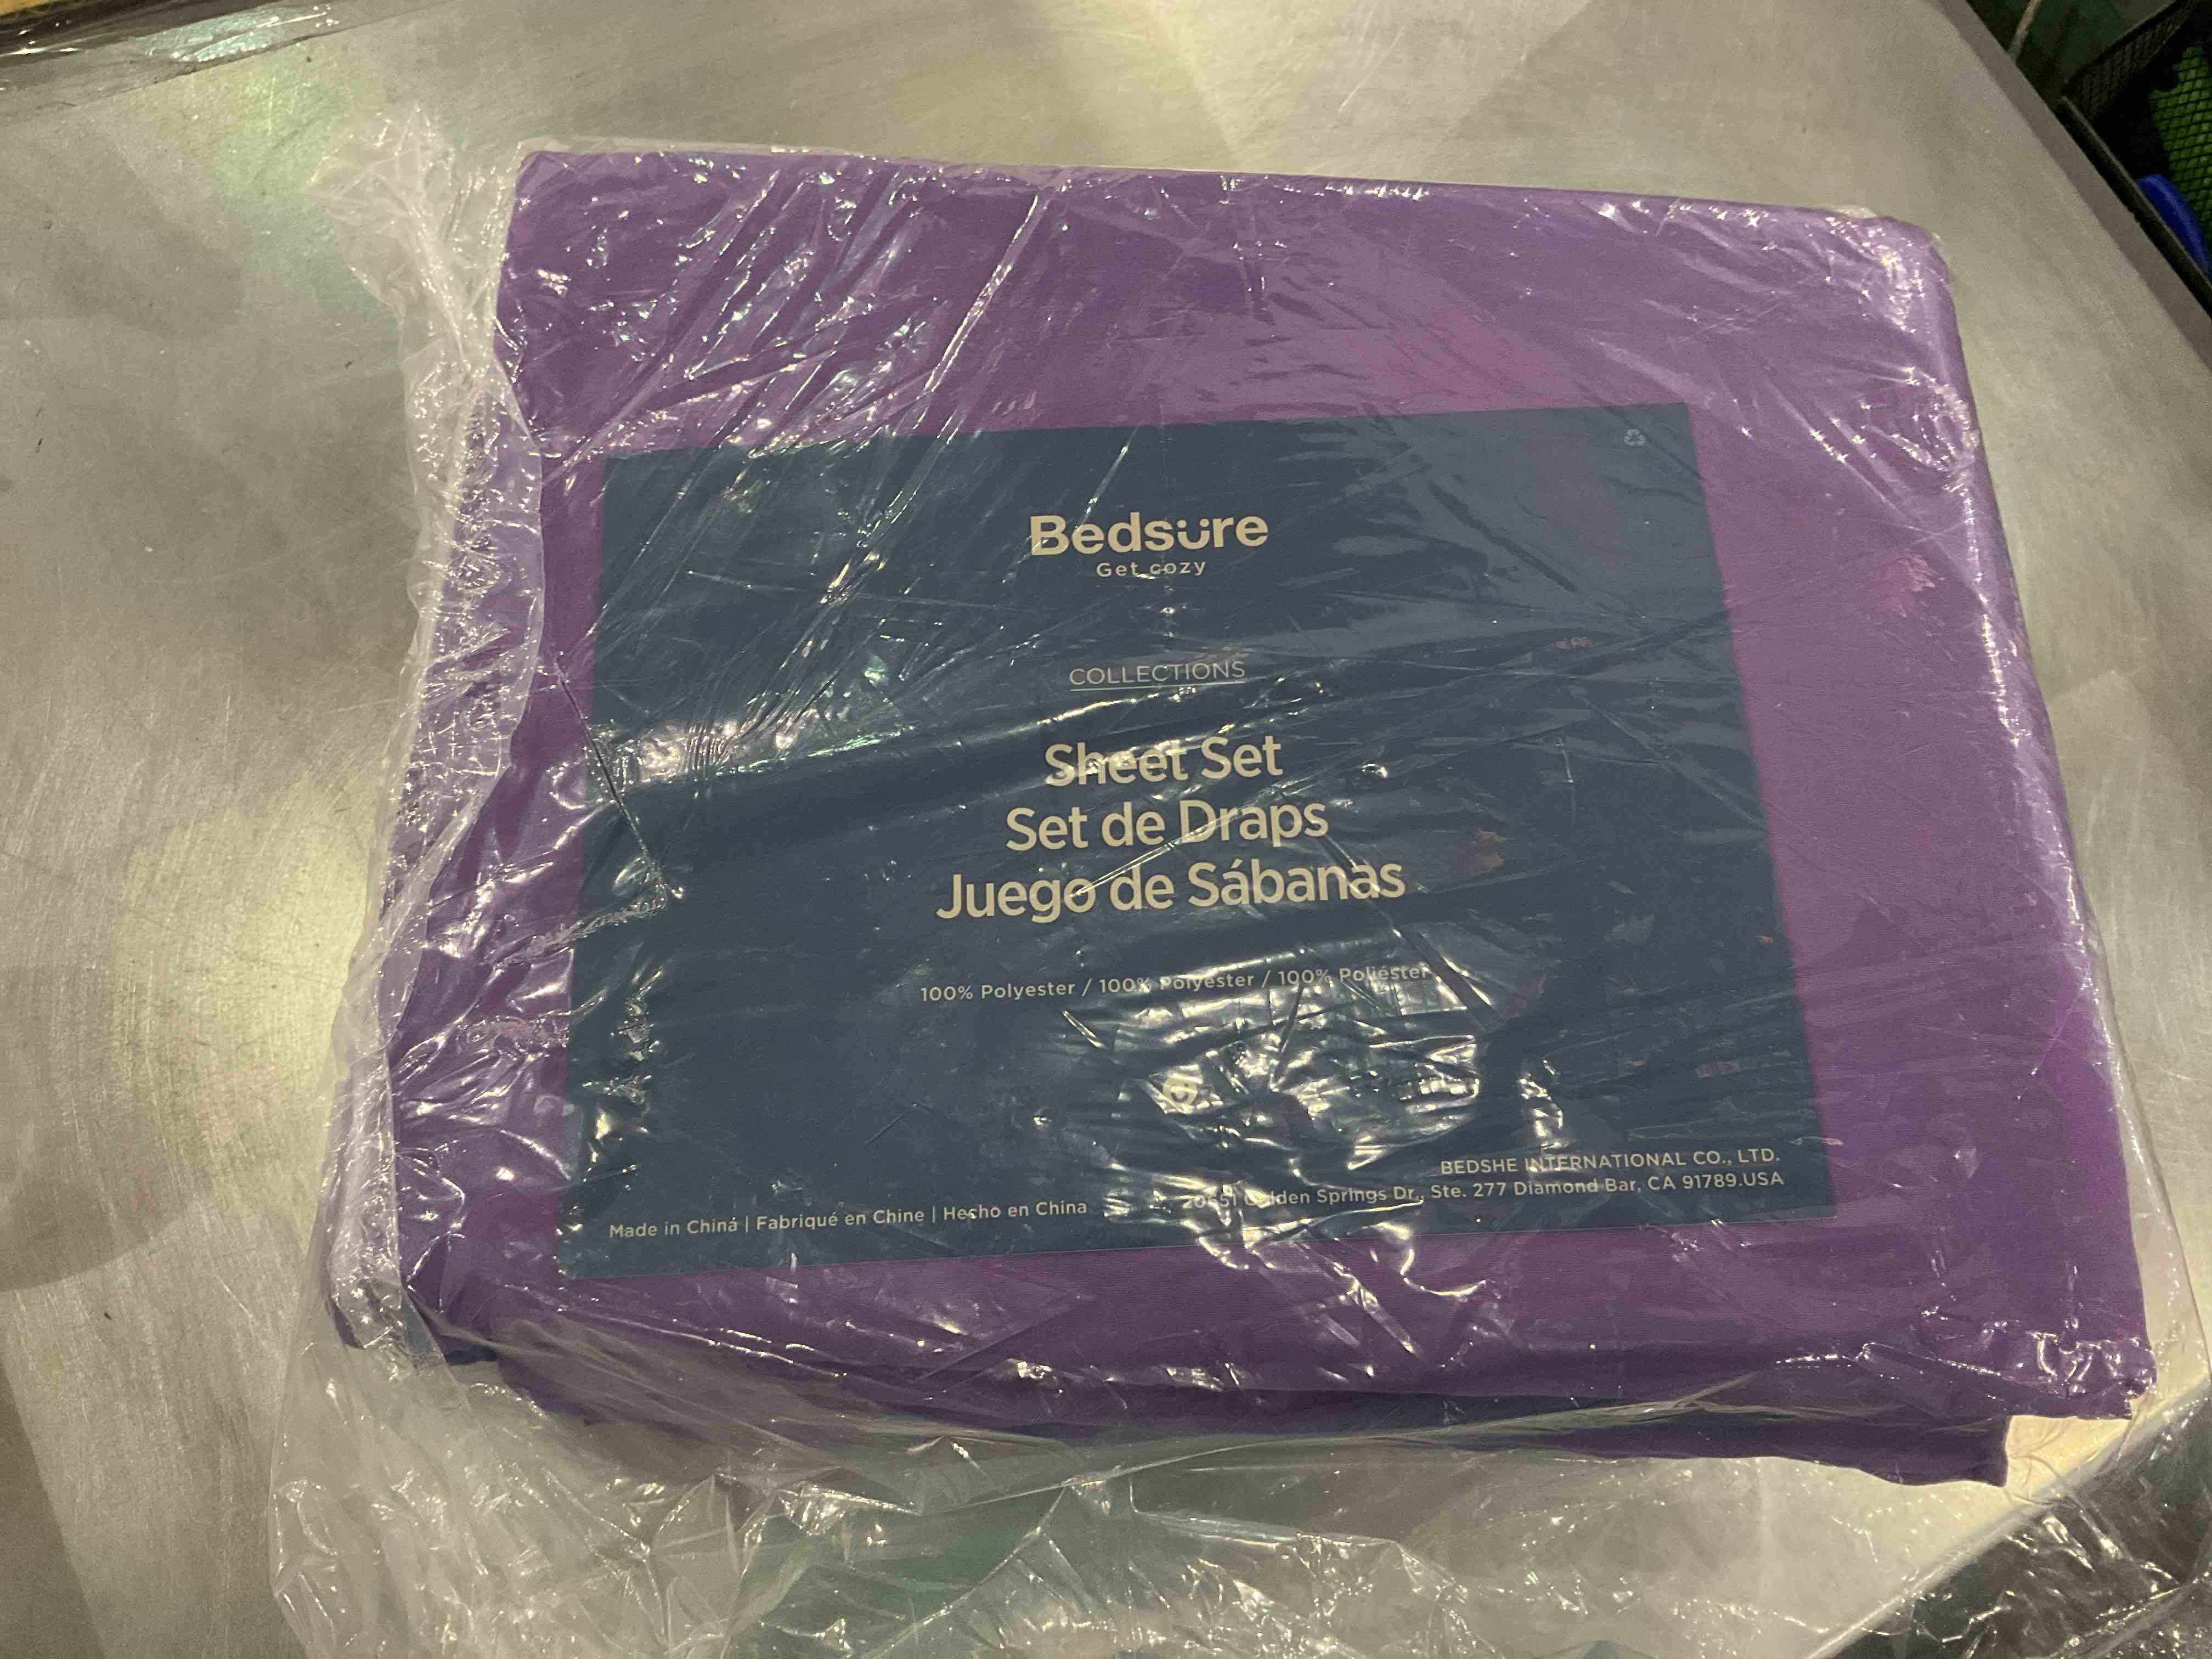 Bedsure
Get cozy
COLLECTIONS
Sheet Set
Set de Draps
Juego de Sábanas
100% Polyester / 100% Polyester / 100% Poliéster
BEDSHE INTERNATIONAL CO., LTD.
Made in China | Fabriqué en Chine | Hecho en China
Golden Springs Dr., Ste. 277 Diamond Bar, CA 91789.USA